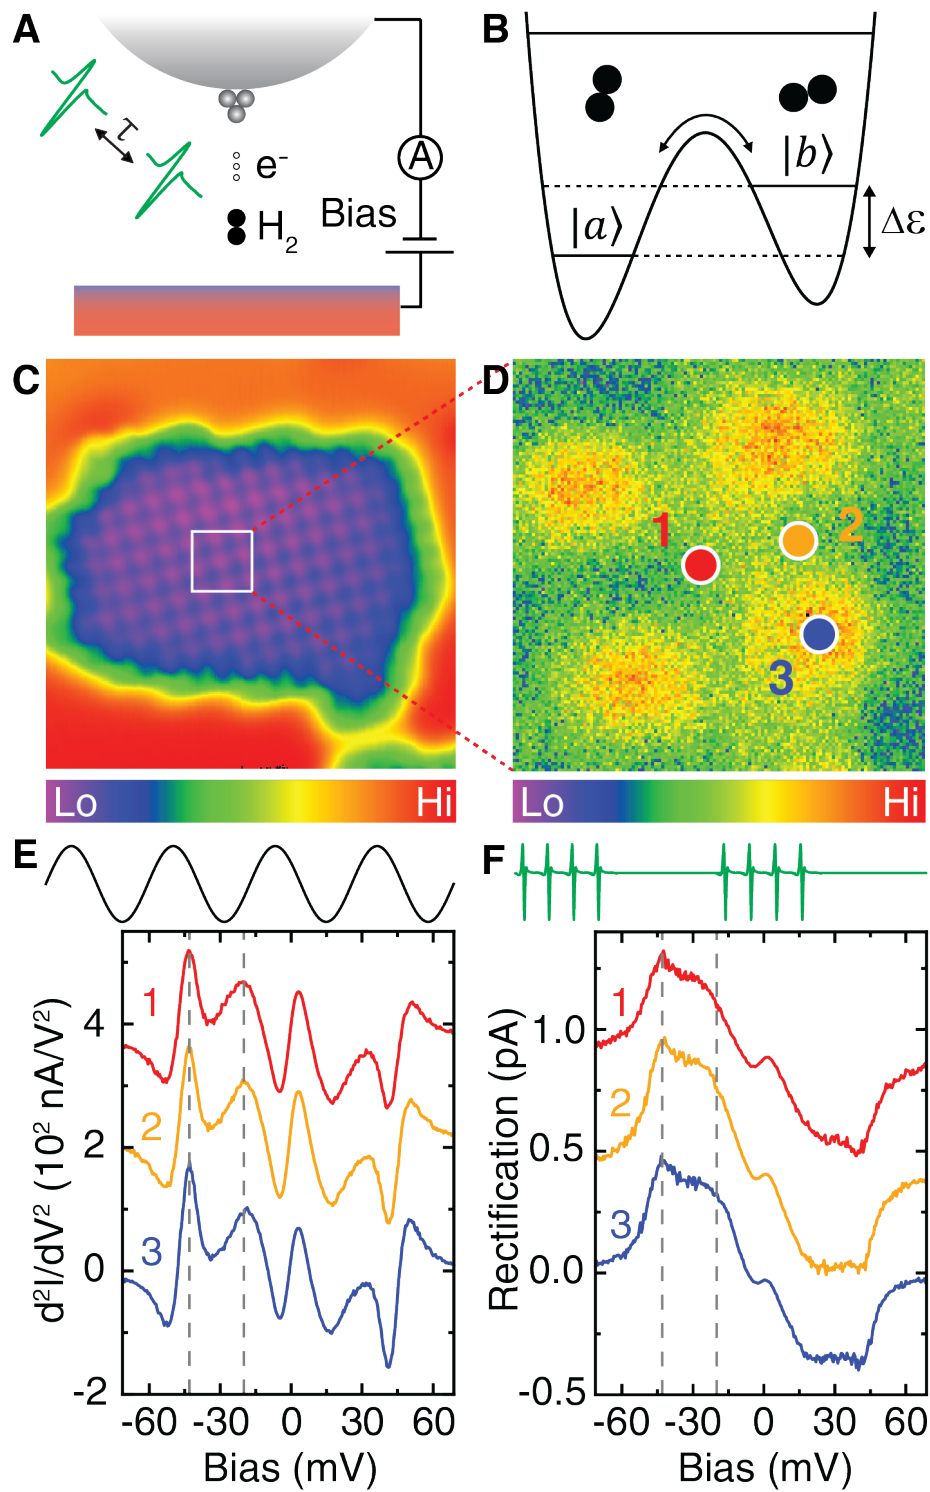 A
τ
e-
A
Bias
H2
B
|b⟩
|a⟩
Δε
C
D
1
2
3
Lo
Hi
Lo
Hi
E
F
1
2
3
4
2
0
-2
d²I/dV² (10² nA/V²)
-60
-30
0
30
60
Bias (mV)
1
2
3
1.0
0.5
0.0
-0.5
Rectification (pA)
-60
-30
0
30
60
Bias (mV)